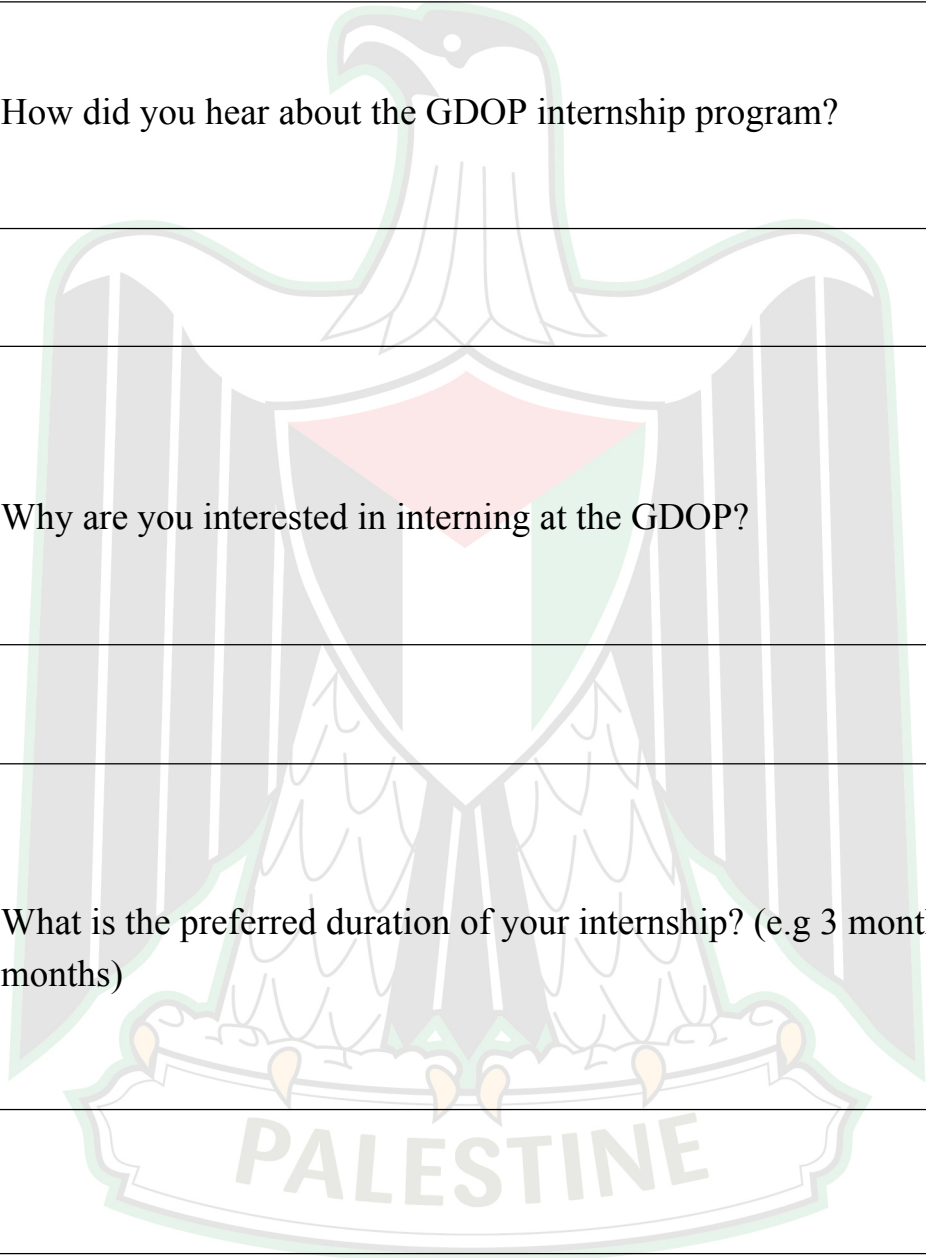 How did you hear about the GDOP internship program?
Why are you interested in interning at the GDOP?
What is the preferred duration of your internship? (e.g 3
months)
PALESTINE